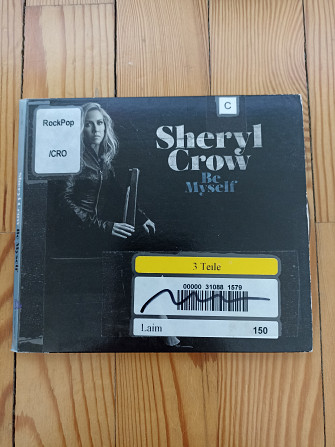 RockPop
/CRO
C
Sheryl
Crow
Be
Myself
3 Teile
00000 31088 1579
Laim
150